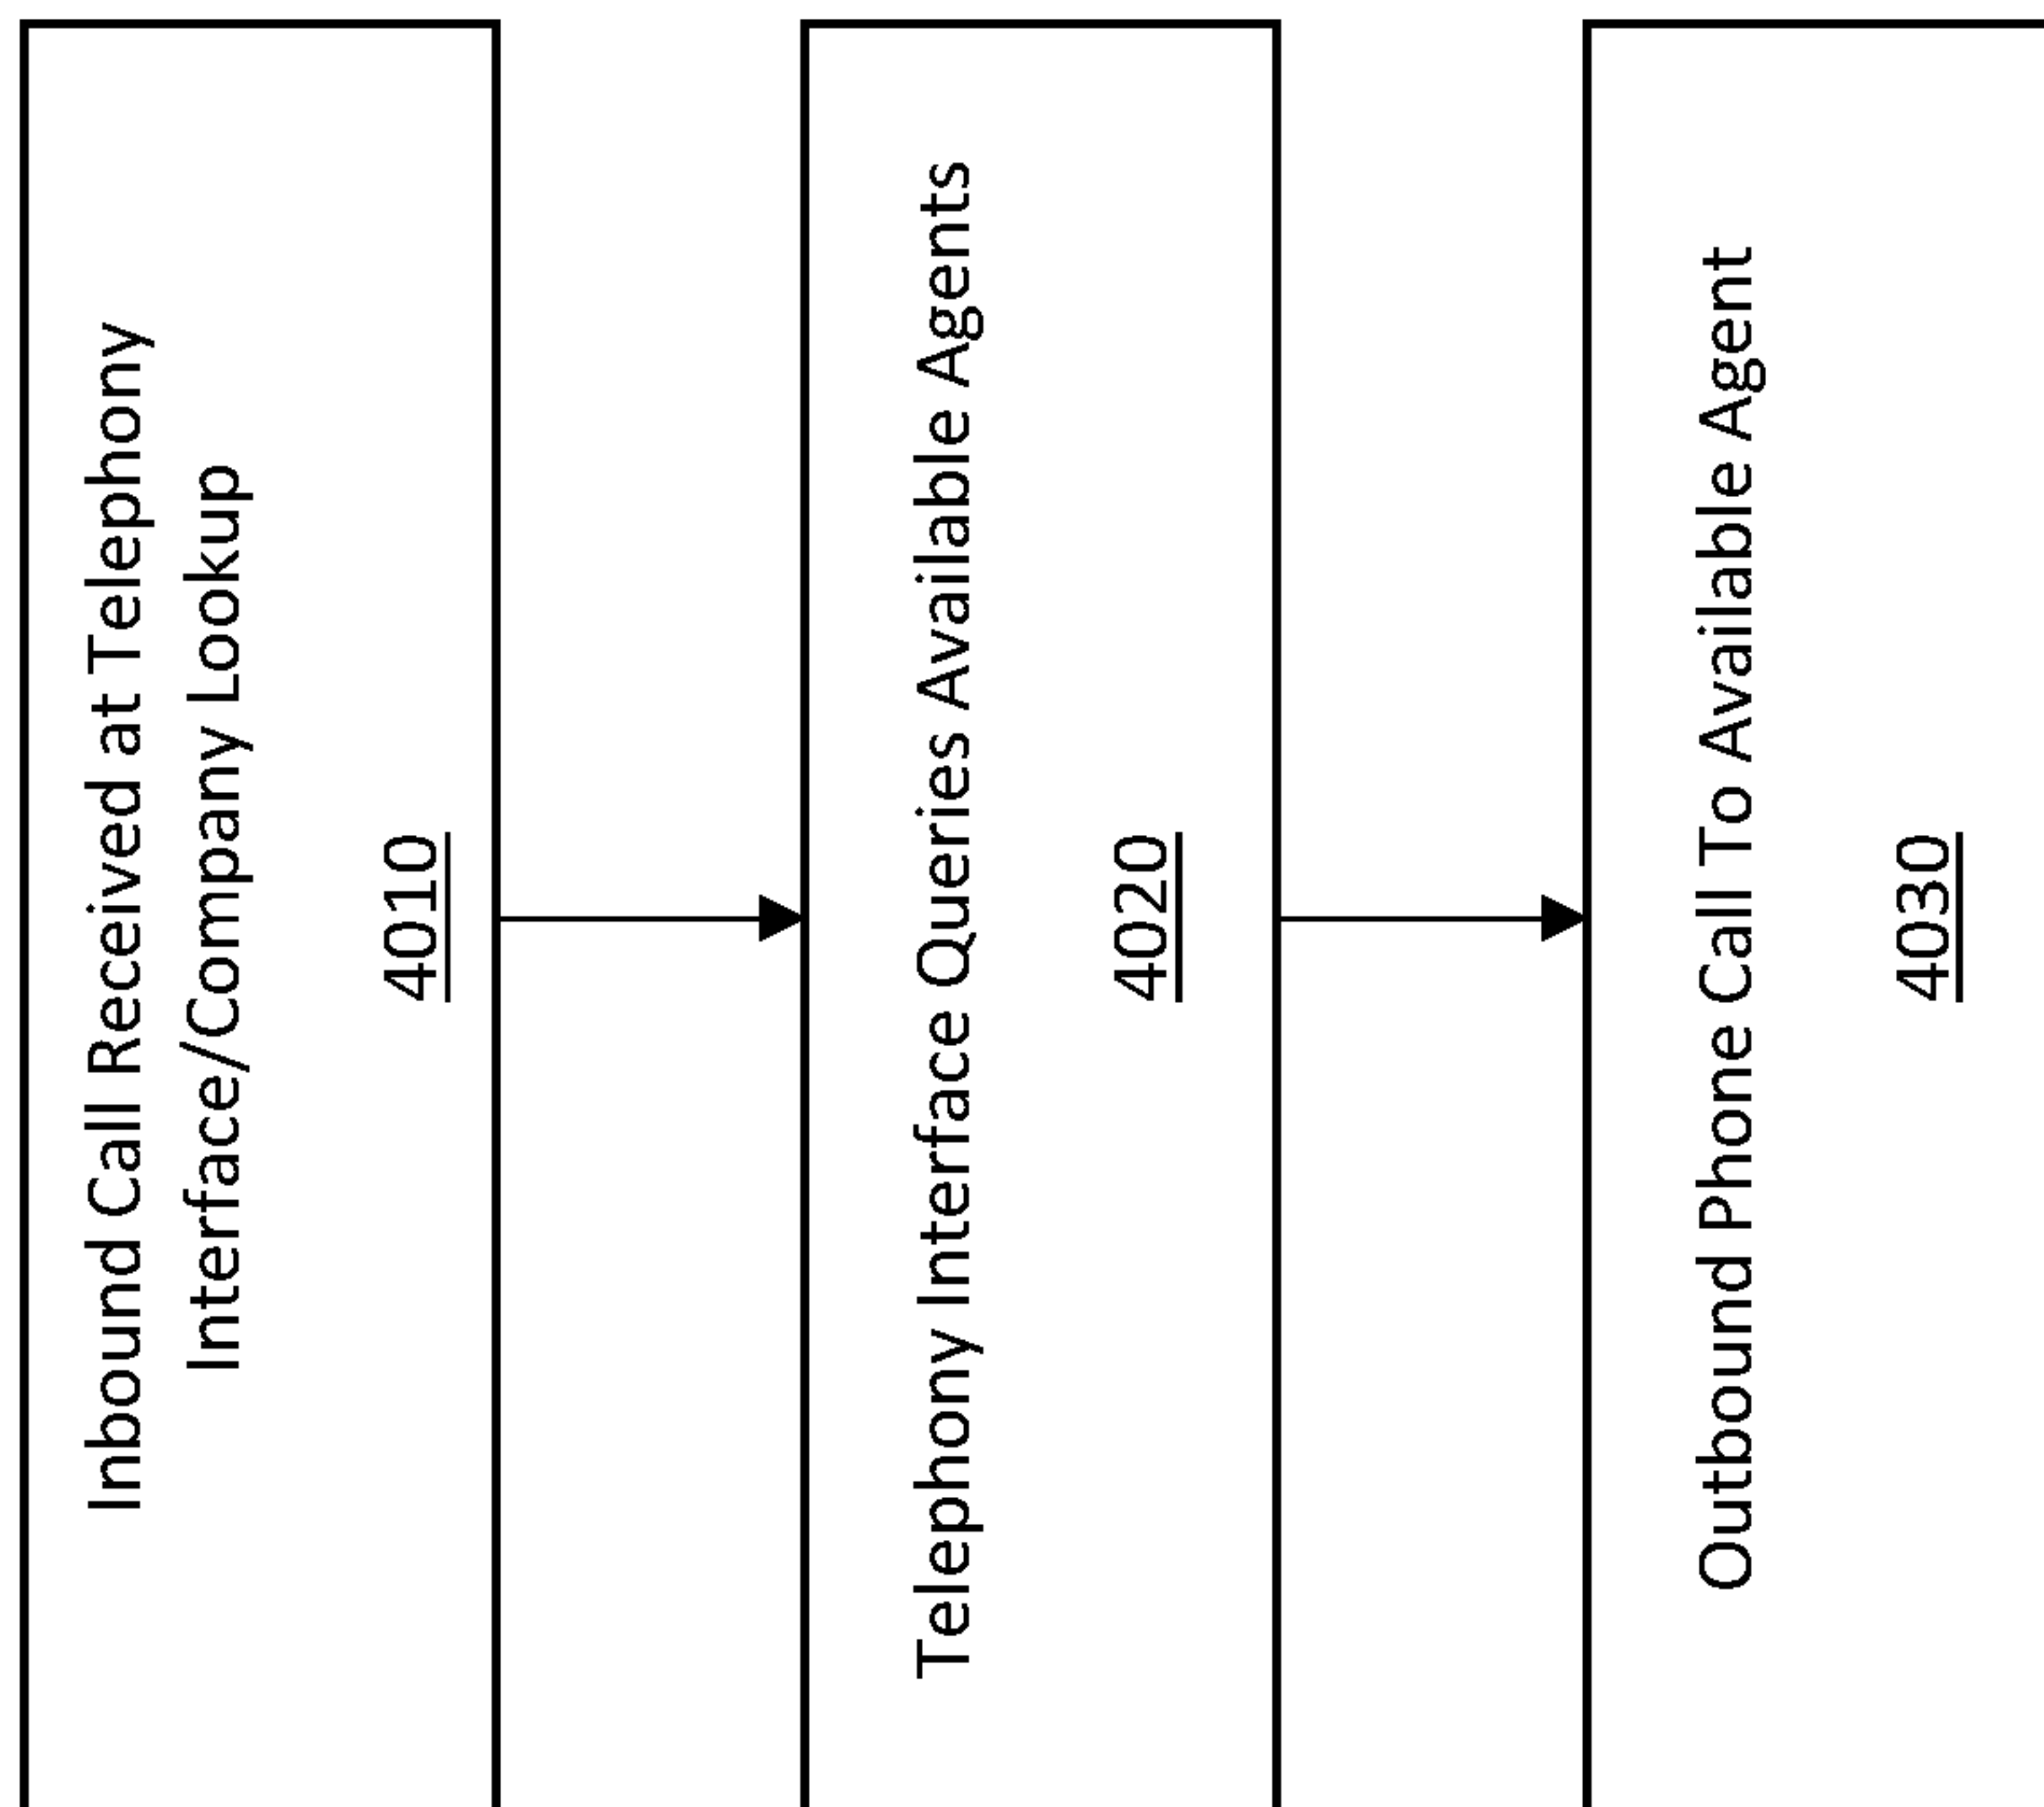 Inbound Call Received at Telephony
Interface/Company Lookup
4010
Telephony Interface Queries Available Agents
4020
Outbound Phone Call To Available Agent
4030